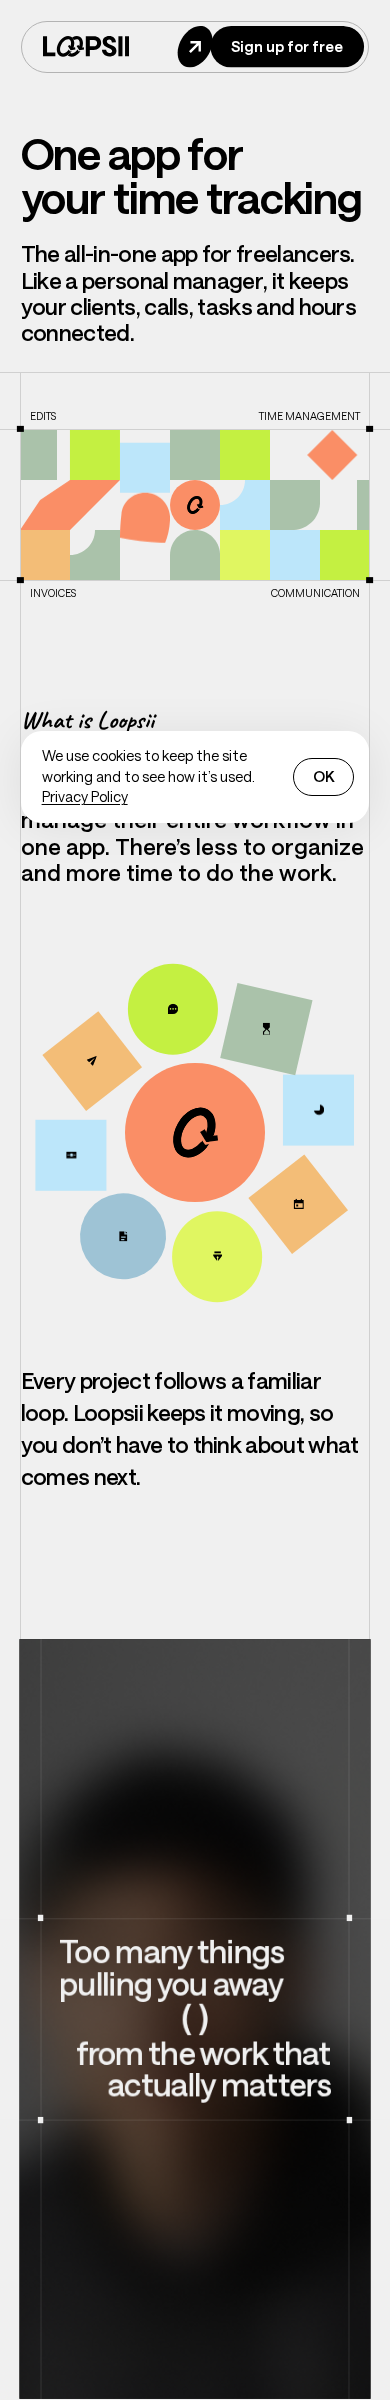 LOOPSII
Sign up for free
One app for
your time tracking
The all-in-one app for freelancers.
Like a personal manager, it keeps
your clients, calls, tasks and hours
connected.
EDITS
TIME MANAGEMENT
INVOICES
COMMUNICATION
What is Loopsii
We use cookies to keep the site
working and to see how it's used.
Privacy Policy
OK
manage their entire workflow in
one app. There's less to organize
and more time to do the work.
Every project follows a familiar
loop. Loopsii keeps it moving, so
you don't have to think about what
comes next.
Too many things
pulling you away
( )
from the work that
actually matters